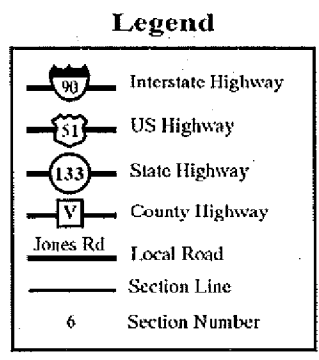 Legend
90 Interstate Highway
51 US Highway
133 State Highway
V County Highway
Jones Rd Local Road
Section Line
6 Section Number